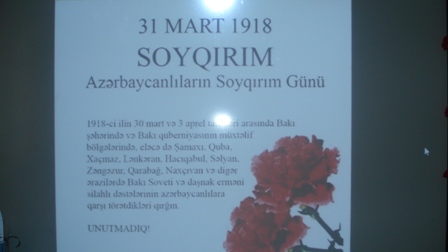 31 MART 1918
SOYQIRIM
Azərbaycanlıların Soyqırım Günü
1918-ci ilin 30 mart və 3 aprel arasında Bakı
şəhərində və Bakı quberniyasının müxtəlif
bölgələrində, eləcə də Şamaxı, Quba,
Xaçmaz, Lənkəran, Hacıqabul, Səlyan,
Zəngəzur, Qarabağ, Naxçıvan və digər
ərazilərdə Bakı Soveti və daşnak erməni
silahlı dəstələrinin azərbaycanlılara
qarşı törətdikləri qırğın.
UNUTMADIQ!